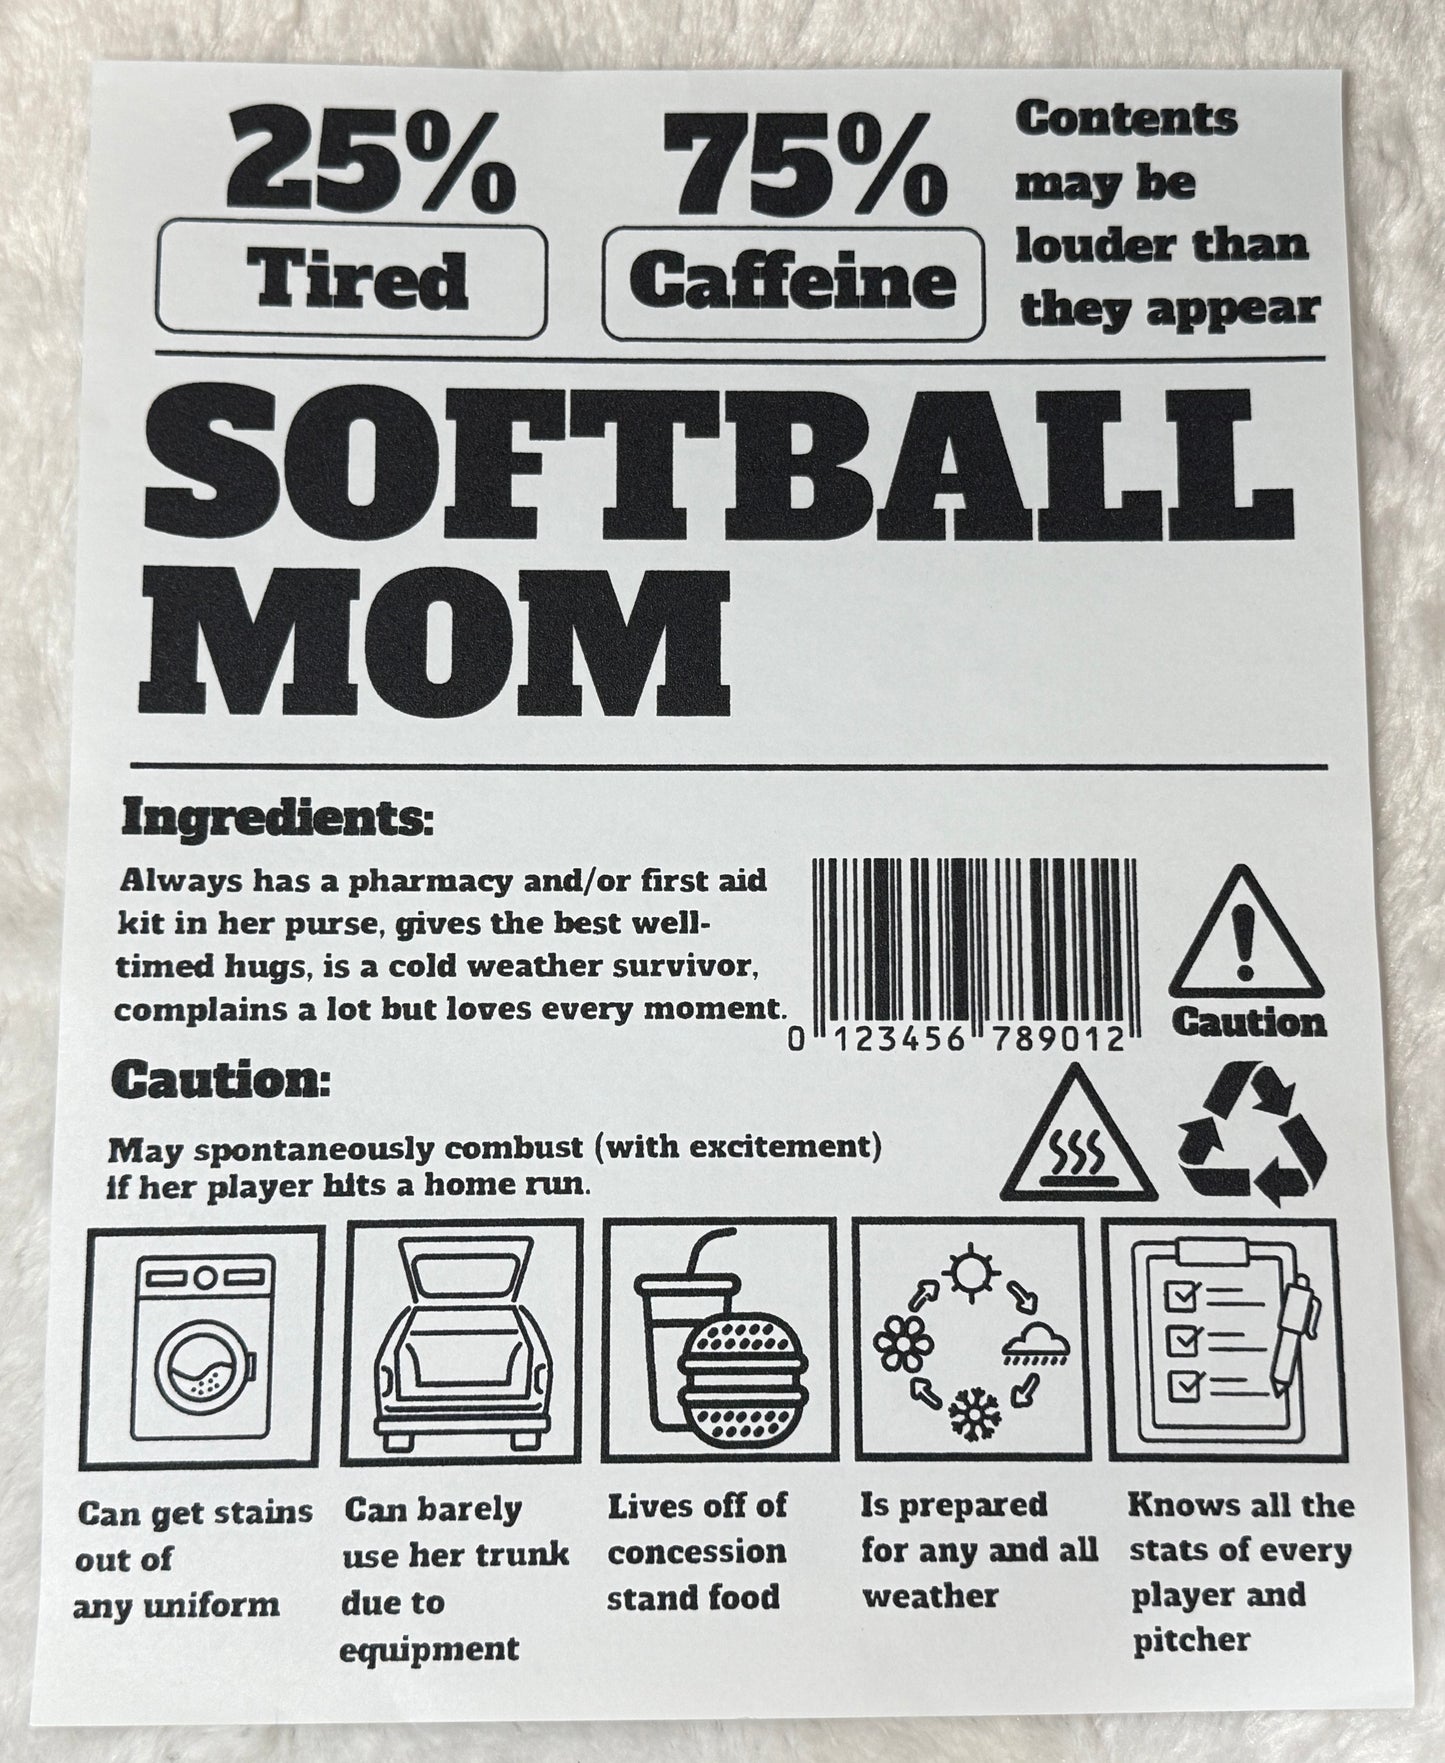 25%
Tired
75%
Caffeine
Contents
may be
louder than
they appear
SOFTBALL
MOM
Ingredients:
Always has a pharmacy and/or first aid
kit in her purse, gives the best well-
timed hugs, is a cold weather survivor,
complains a lot but loves every moment.
0 123456 789012
Caution
Caution:
May spontaneously combust (with excitement)
if her player hits a home run.
Can get stains
out of
any uniform
Can barely
use her trunk
due to
equipment
Lives off of
concession
stand food
Is prepared
for any and all
weather
Knows all the
stats of every
player and
pitcher